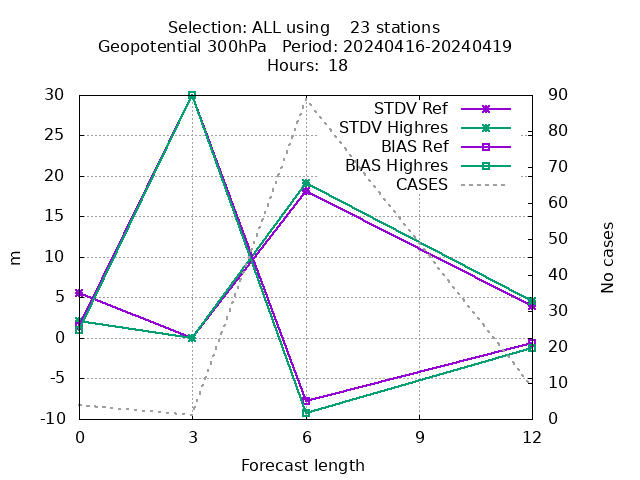 Selection: ALL using    23 stations
Geopotential 300hPa   Period: 20240416-20240419
Hours:  18
STDV Ref
STDV Highres
BIAS Ref
BIAS Highres
CASES
30
25
20
15
10
5
0
-5
-10
m
90
80
70
60
50
40
30
20
10
0
No cases
0
3
6
9
12
Forecast length